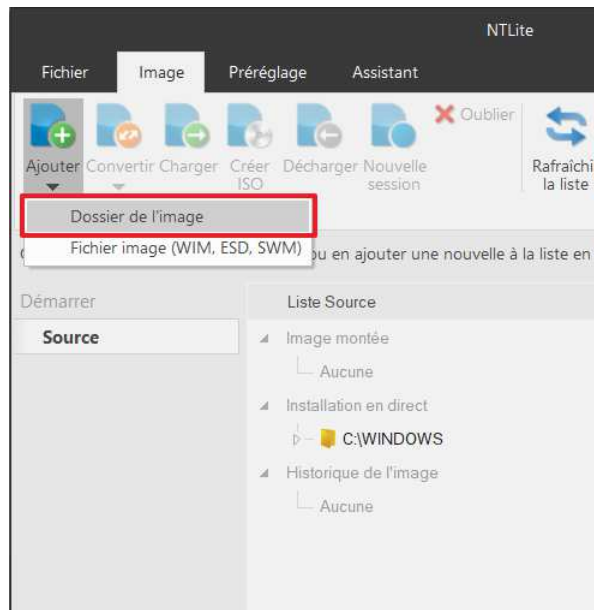 NTLite
Fichier Image Préréglage Assistant
Ajouter Convertir Charger Créer ISO Décharger Nouvelle session Oublier Rafraîchi la liste
Dossier de l'image
Fichier image (WIM, ESD, SWM)
ou en ajouter une nouvelle à la liste en
Démarrer
Liste Source
Source
Image montée
Aucune
Installation en direct
C:\WINDOWS
Historique de l'image
Aucune